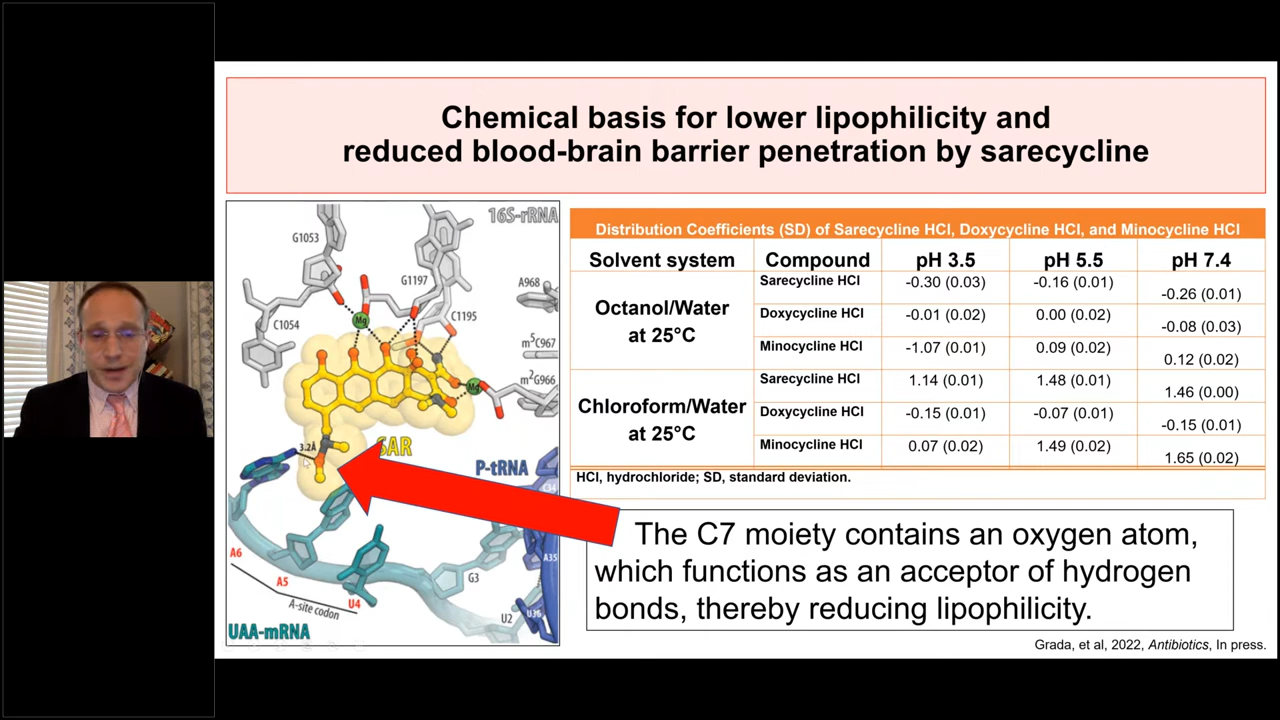 Chemical basis for lower lipophilicity and
reduced blood-brain barrier penetration by sarecycline
16S-rRNA
G1053
G1197
A968
Mg
C1054
C1195
m5C967
m2G966
Mg
3.2Å
SAR
P-tRNA
C34
A6
A5
U4
A-site codon
G3
A35
U2
U36
UAA-mRNA
Distribution Coefficients (SD) of Sarecycline HCl, Doxycycline HCl, and Minocycline HCl
Solvent system Compound pH 3.5 pH 5.5 pH 7.4
Octanol/Water
at 25°C
Sarecycline HCl -0.30 (0.03) -0.16 (0.01) -0.26 (0.01)
Doxycycline HCl -0.01 (0.02) 0.00 (0.02) -0.08 (0.03)
Minocycline HCl -1.07 (0.01) 0.09 (0.02) 0.12 (0.02)
Chloroform/Water
at 25°C
Sarecycline HCl 1.14 (0.01) 1.48 (0.01) 1.46 (0.00)
Doxycycline HCl -0.15 (0.01) -0.07 (0.01) -0.15 (0.01)
Minocycline HCl 0.07 (0.02) 1.49 (0.02) 1.65 (0.02)
HCl, hydrochloride; SD, standard deviation.
The C7 moiety contains an oxygen atom,
which functions as an acceptor of hydrogen
bonds, thereby reducing lipophilicity.
Grada, et al, 2022, Antibiotics, In press.